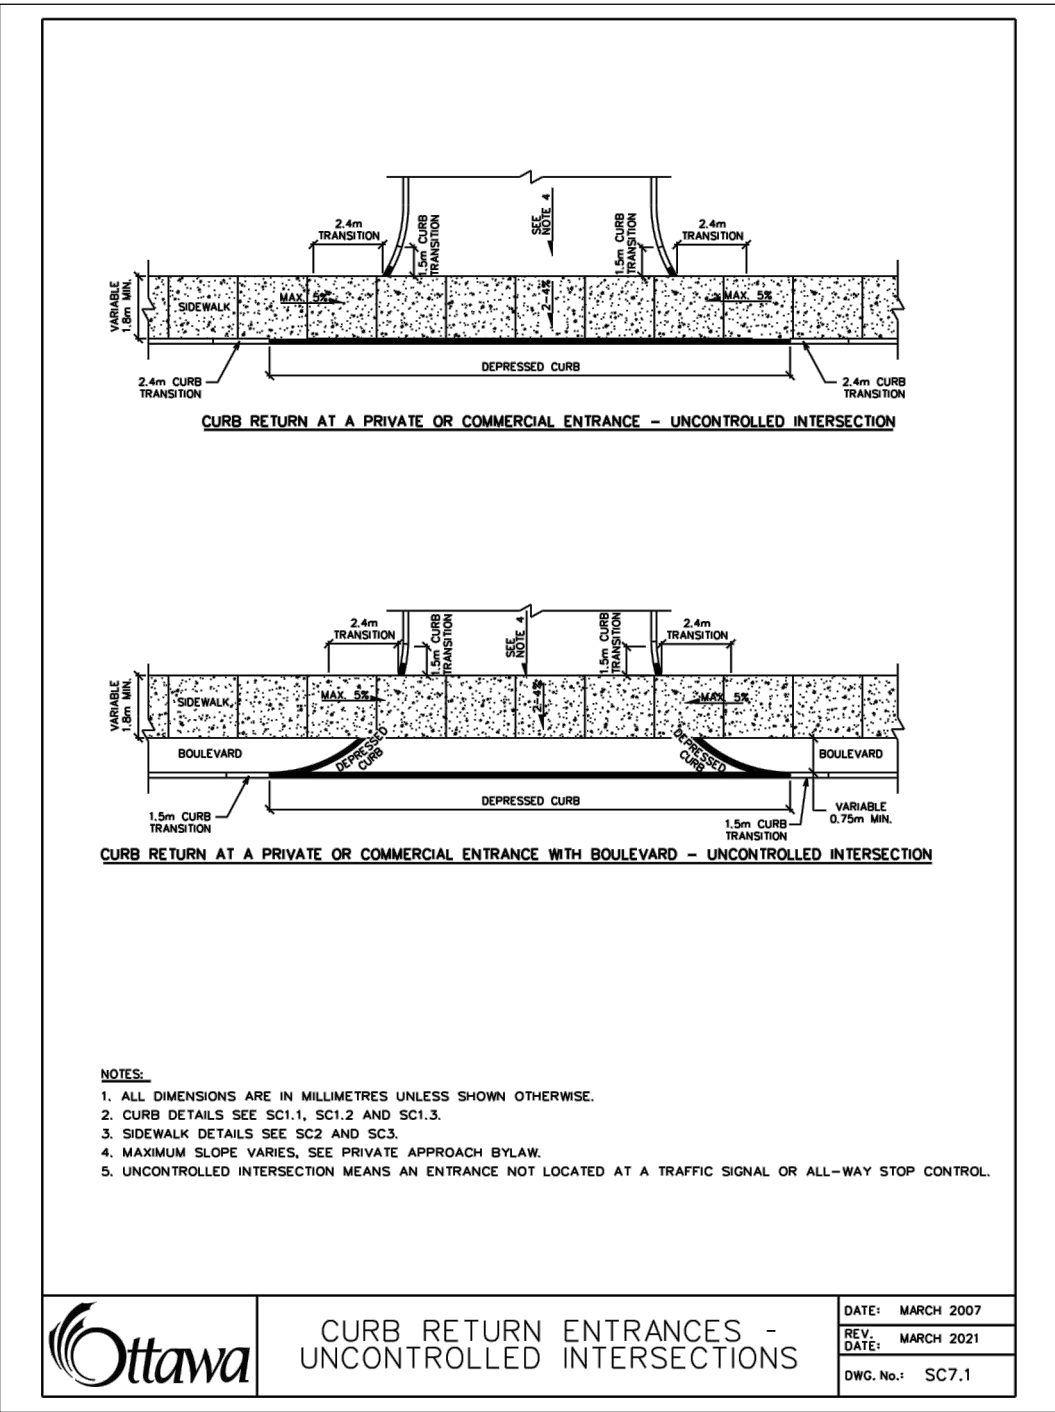 2.4m
TRANSITION
1.5m CURB
TRANSITION
SEE
NOTE 4
1.5m CURB
TRANSITION
2.4m
TRANSITION
VARIABLE
1.8m MIN.
SIDEWALK
MAX. 5%
2-4%
MAX. 5%
DEPRESSED CURB
2.4m CURB
TRANSITION
2.4m CURB
TRANSITION
CURB RETURN AT A PRIVATE OR COMMERCIAL ENTRANCE - UNCONTROLLED INTERSECTION
2.4m
TRANSITION
1.5m CURB
TRANSITION
SEE
NOTE 4
1.5m CURB
TRANSITION
2.4m
TRANSITION
VARIABLE
1.8m MIN.
SIDEWALK
MAX. 5%
2-4%
MAX. 5%
BOULEVARD
DEPRESSED
CURB
DEPRESSED
CURB
BOULEVARD
DEPRESSED CURB
1.5m CURB
TRANSITION
1.5m CURB
TRANSITION
VARIABLE
0.75m MIN.
CURB RETURN AT A PRIVATE OR COMMERCIAL ENTRANCE WITH BOULEVARD - UNCONTROLLED INTERSECTION
NOTES:
1. ALL DIMENSIONS ARE IN MILLIMETRES UNLESS SHOWN OTHERWISE.
2. CURB DETAILS SEE SC1.1, SC1.2 AND SC1.3.
3. SIDEWALK DETAILS SEE SC2 AND SC3.
4. MAXIMUM SLOPE VARIES, SEE PRIVATE APPROACH BYLAW.
5. UNCONTROLLED INTERSECTION MEANS AN ENTRANCE NOT LOCATED AT A TRAFFIC SIGNAL OR ALL-WAY STOP CONTROL.
Ottawa
CURB RETURN ENTRANCES -
UNCONTROLLED INTERSECTIONS
DATE: MARCH 2007
REV.
DATE: MARCH 2021
DWG. No.: SC7.1